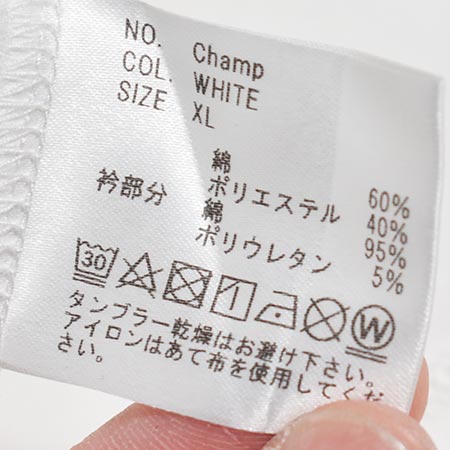 NO. Champ
COL. WHITE
SIZE XL
綿 60%
ポリエステル 40%
衿部分 綿 95%
ポリウレタン 5%
30 W
タンブラー乾燥はお避け下さい。
アイロンはあて布を使用してくだ
さい。